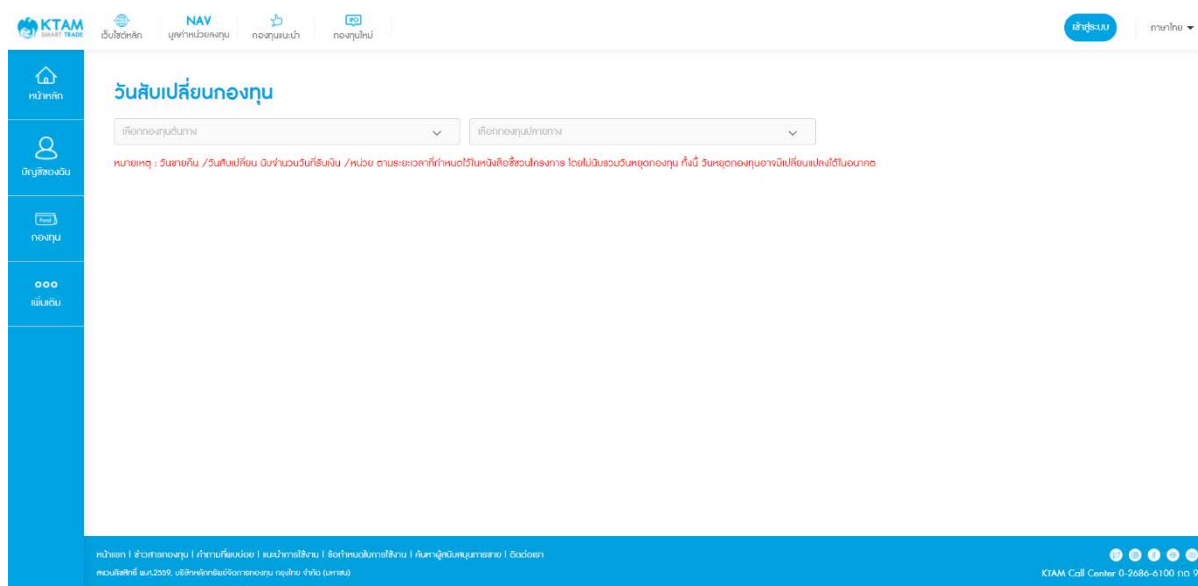 KTAM
SMART TRADE
เว็บไซต์หลัก
NAV
มูลค่าหน่วยลงทุน
กองทุนแนะนำ
IPO
กองทุนใหม่
เข้าสู่ระบบ
ภาษาไทย
หน้าหลัก
บัญชีของฉัน
Fund
กองทุน
เพิ่มเติม
วันสับเปลี่ยนกองทุน
เลือกกองทุนต้นทาง
เลือกกองทุนปลายทาง
หมายเหตุ : วันขายคืน /วันสับเปลี่ยน นับจำนวนวันที่รับเงิน /หน่วย ตามระยะเวลาที่กำหนดไว้ในหนังสือชี้ชวนโครงการ โดยไม่นับรวมวันหยุดกองทุน ทั้งนี้ วันหยุดกองทุนอาจมีเปลี่ยนแปลงได้ในอนาคต
หน้าแรก | ข่าวสารกองทุน | คำถามที่พบบ่อย | แนะนำการใช้งาน | ข้อกำหนดในการใช้งาน | ค้นหาผู้สนับสนุนการขาย | ติดต่อเรา
สงวนลิขสิทธิ์ พ.ศ.2559, บริษัทหลักทรัพย์จัดการกองทุน กรุงไทย จำกัด (มหาชน)
KTAM Call Center 0-2686-6100 กด 9